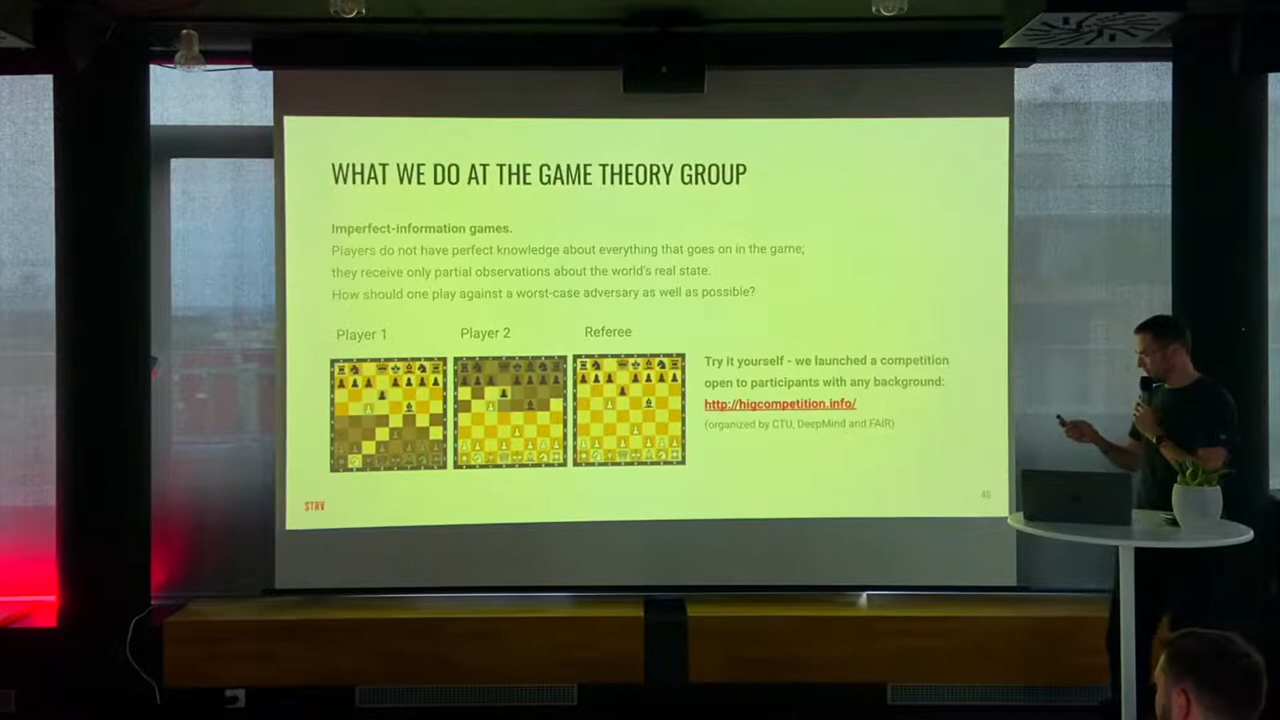 WHAT WE DO AT THE GAME THEORY GROUP
Imperfect-information games.
Players do not have perfect knowledge about everything that goes on in the game;
they receive only partial observations about the world's real state.
How should one play against a worst-case adversary as well as possible?
Player 1
Player 2
Referee
Try it yourself - we launched a competition
open to participants with any background:
http://higcompetition.info/
(organized by CTU, DeepMind and FAIR)
STRV
46